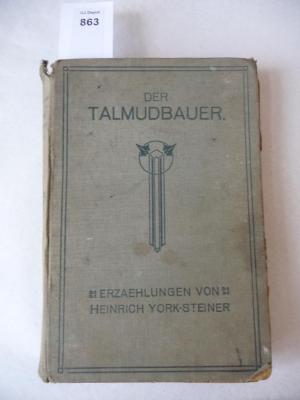 863
DER
TALMUDBAUER.
ERZAEHLUNGEN VON
HEINRICH YORK-STEINER